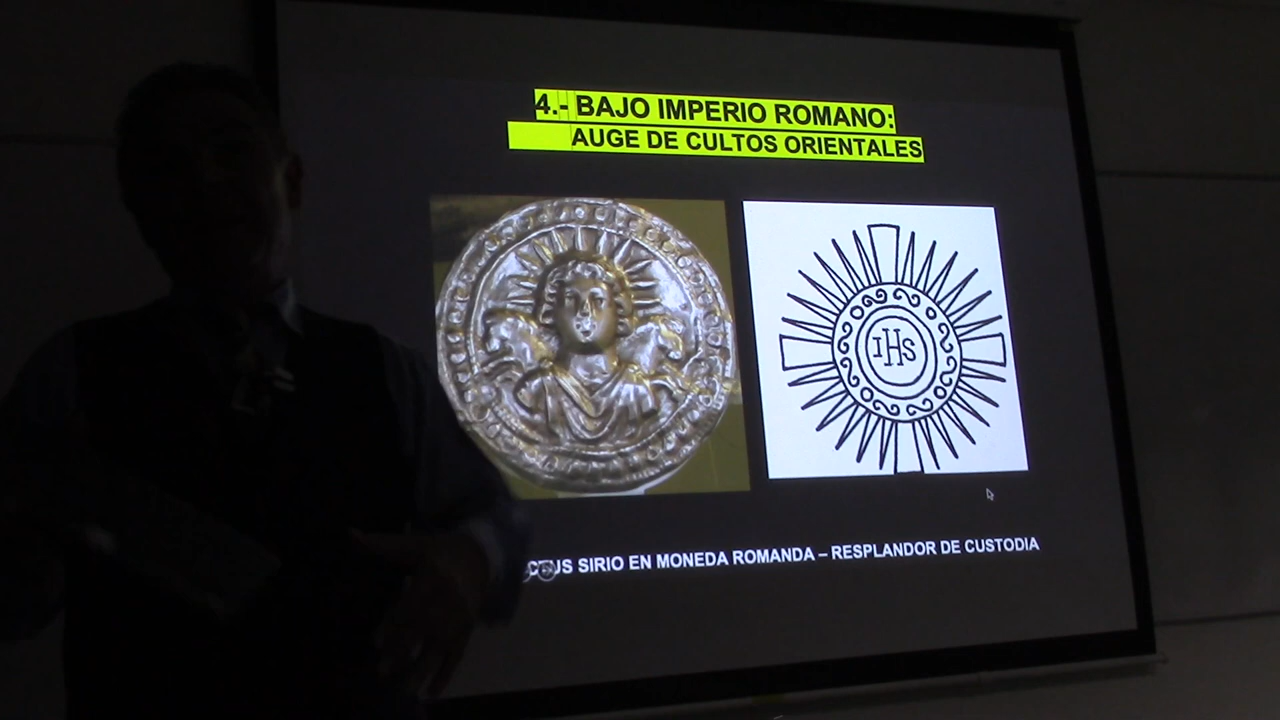 4.- BAJO IMPERIO ROMANO:
AUGE DE CULTOS ORIENTALES
IHS
SIRIO EN MONEDA ROMANDA – RESPLANDOR DE CUSTODIA